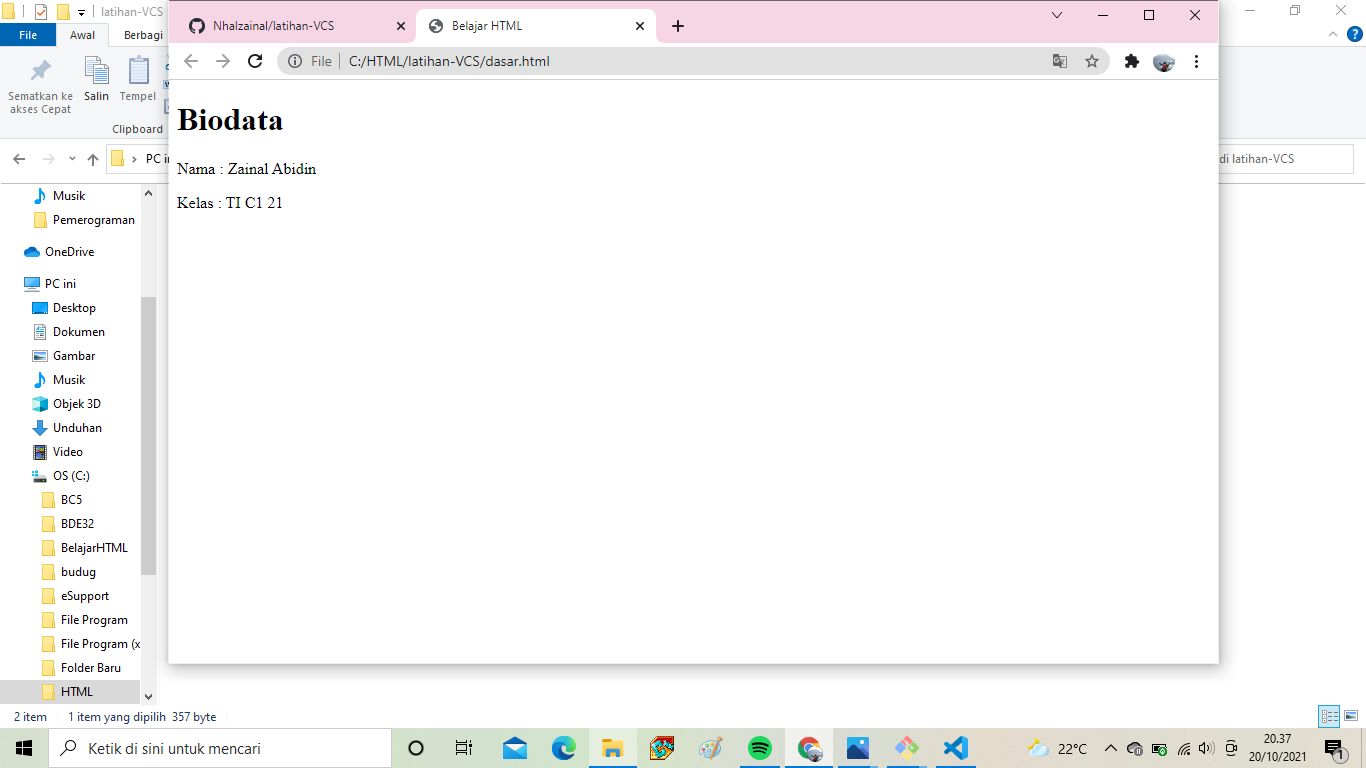 latihan-VCS
Nhalzainal/latihan-VCS
Belajar HTML
File
Awal
Berbagi
File
C:/HTML/latihan-VCS/dasar.html
Sematkan ke
akses Cepat
Salin
Tempel
Clipboard
PC
di latihan-VCS
Biodata
Nama : Zainal Abidin
Kelas : TI C1 21
Musik
Pemerograman
OneDrive
PC ini
Desktop
Dokumen
Gambar
Musik
Objek 3D
Unduhan
Video
OS (C:)
BC5
BDE32
BelajarHTML
budug
eSupport
File Program
File Program (x
Folder Baru
HTML
2 item
1 item yang dipilih 357 byte
Ketik di sini untuk mencari
22°C
20.37
20/10/2021
1